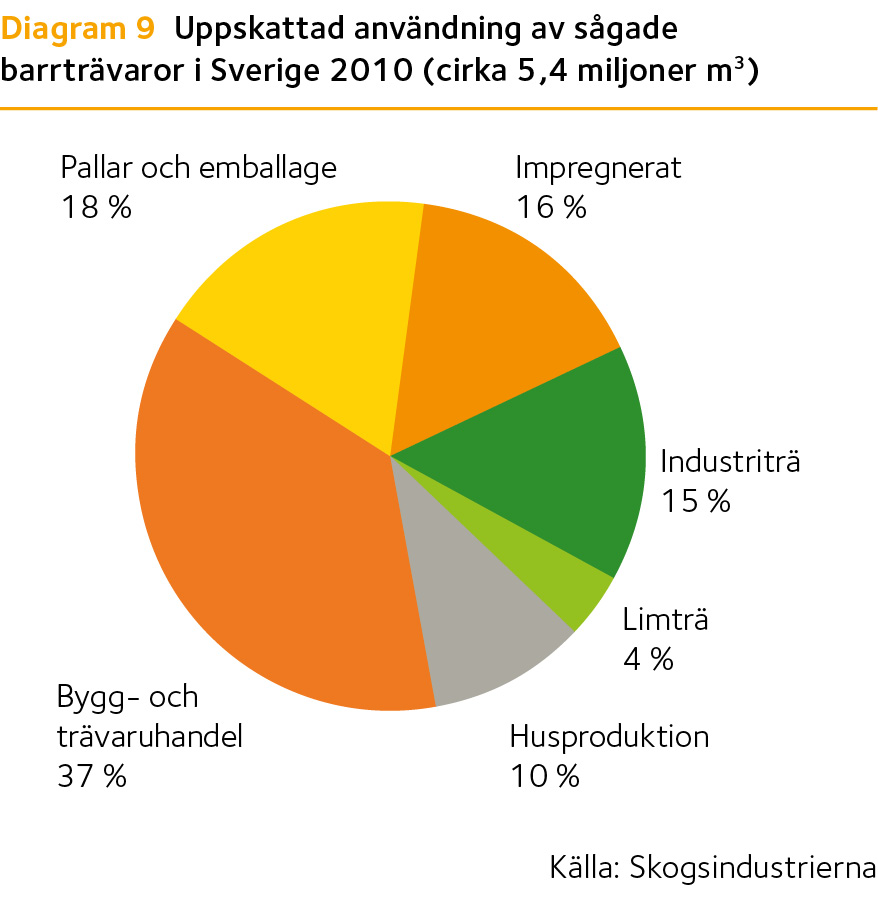 Diagram 9 Uppskattad användning av sågade
barrträvaror i Sverige 2010 (cirka 5,4 miljoner m³)
Pallar och emballage
18 %
Impregnerat
16 %
Industriträ
15 %
Limträ
4 %
Husproduktion
10 %
Bygg- och
trävaruhandel
37 %
Källa: Skogsindustrierna